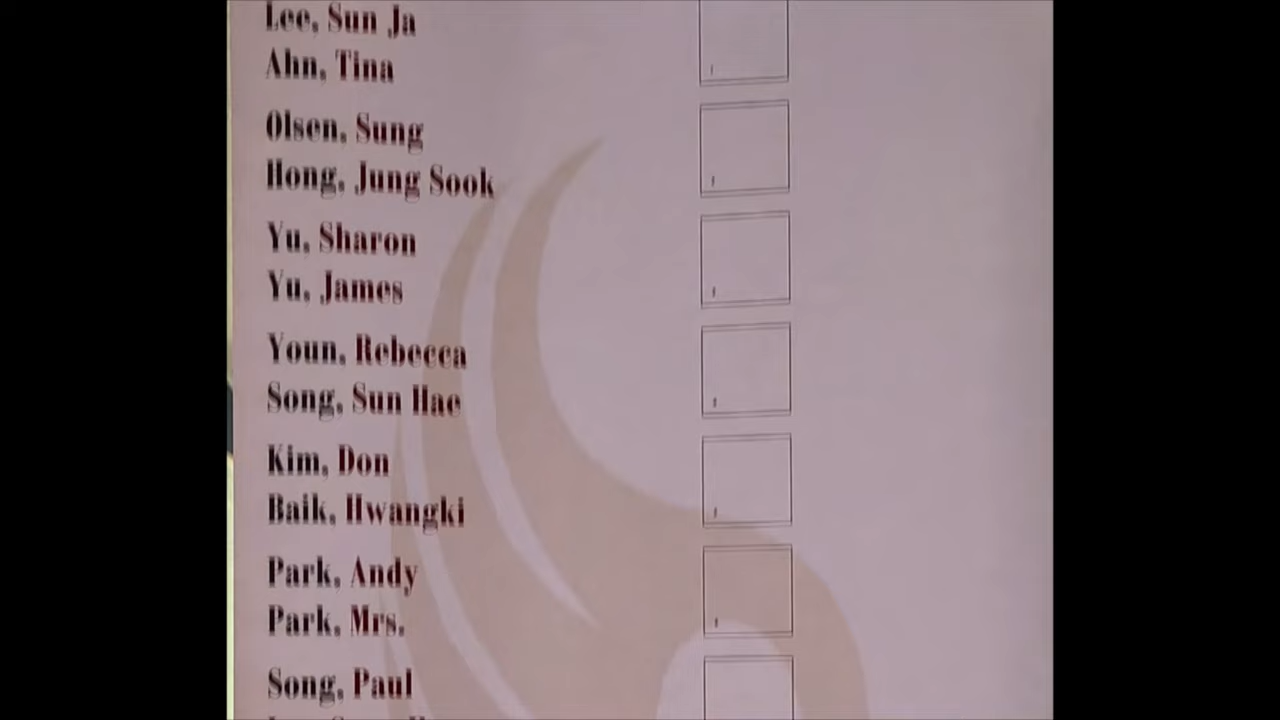 Lee, Sun Ja
Ahn, Tina
Olsen, Sung
Hong, Jung Sook
Yu, Sharon
Yu, James
Youn, Rebecca
Song, Sun Hae
Kim, Don
Baik, Hwangki
Park, Andy
Park, Mrs.
Song, Paul